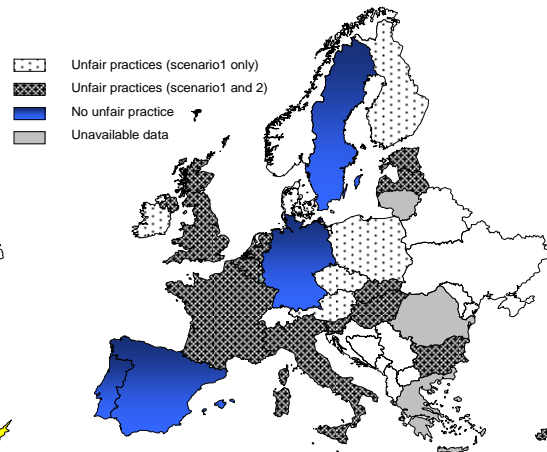 Unfair practices (scenario1 only)
Unfair practices (scenario1 and 2)
No unfair practice
Unavailable data